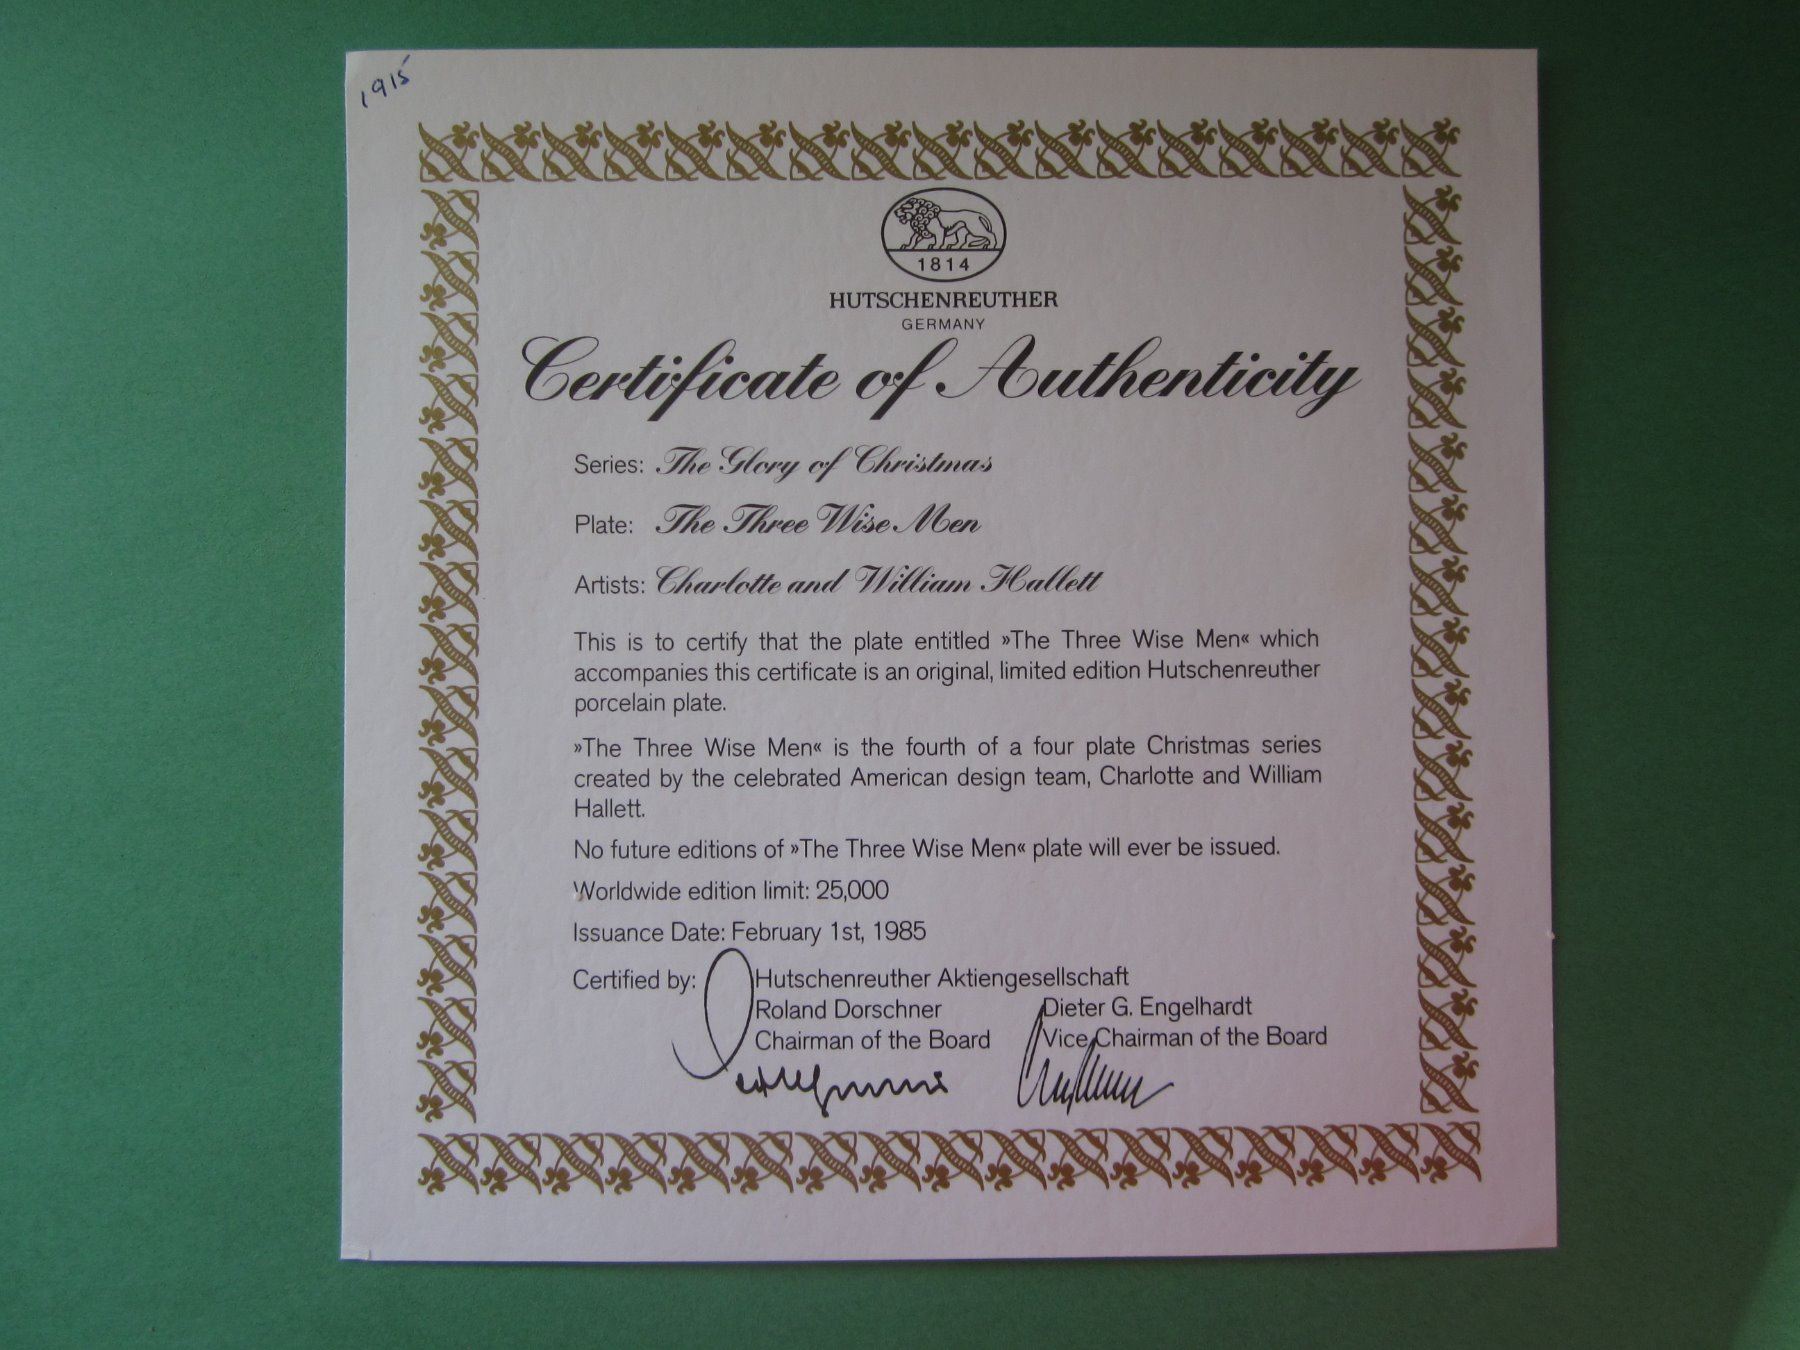 1915
1814
HUTSCHENREUTHER
GERMANY
Certificate of Authenticity
Series: The Glory of Christmas
Plate: The Three Wise Men
Artists: Charlotte and William Hallett
This is to certify that the plate entitled »The Three Wise Men« which
accompanies this certificate is an original, limited edition Hutschenreuther
porcelain plate.
»The Three Wise Men« is the fourth of a four plate Christmas series
created by the celebrated American design team, Charlotte and William
Hallett.
No future editions of »The Three Wise Men« plate will ever be issued.
Worldwide edition limit: 25,000
Issuance Date: February 1st, 1985
Certified by: Hutschenreuther Aktiengesellschaft
Roland Dorschner Dieter G. Engelhardt
Chairman of the Board Vice Chairman of the Board